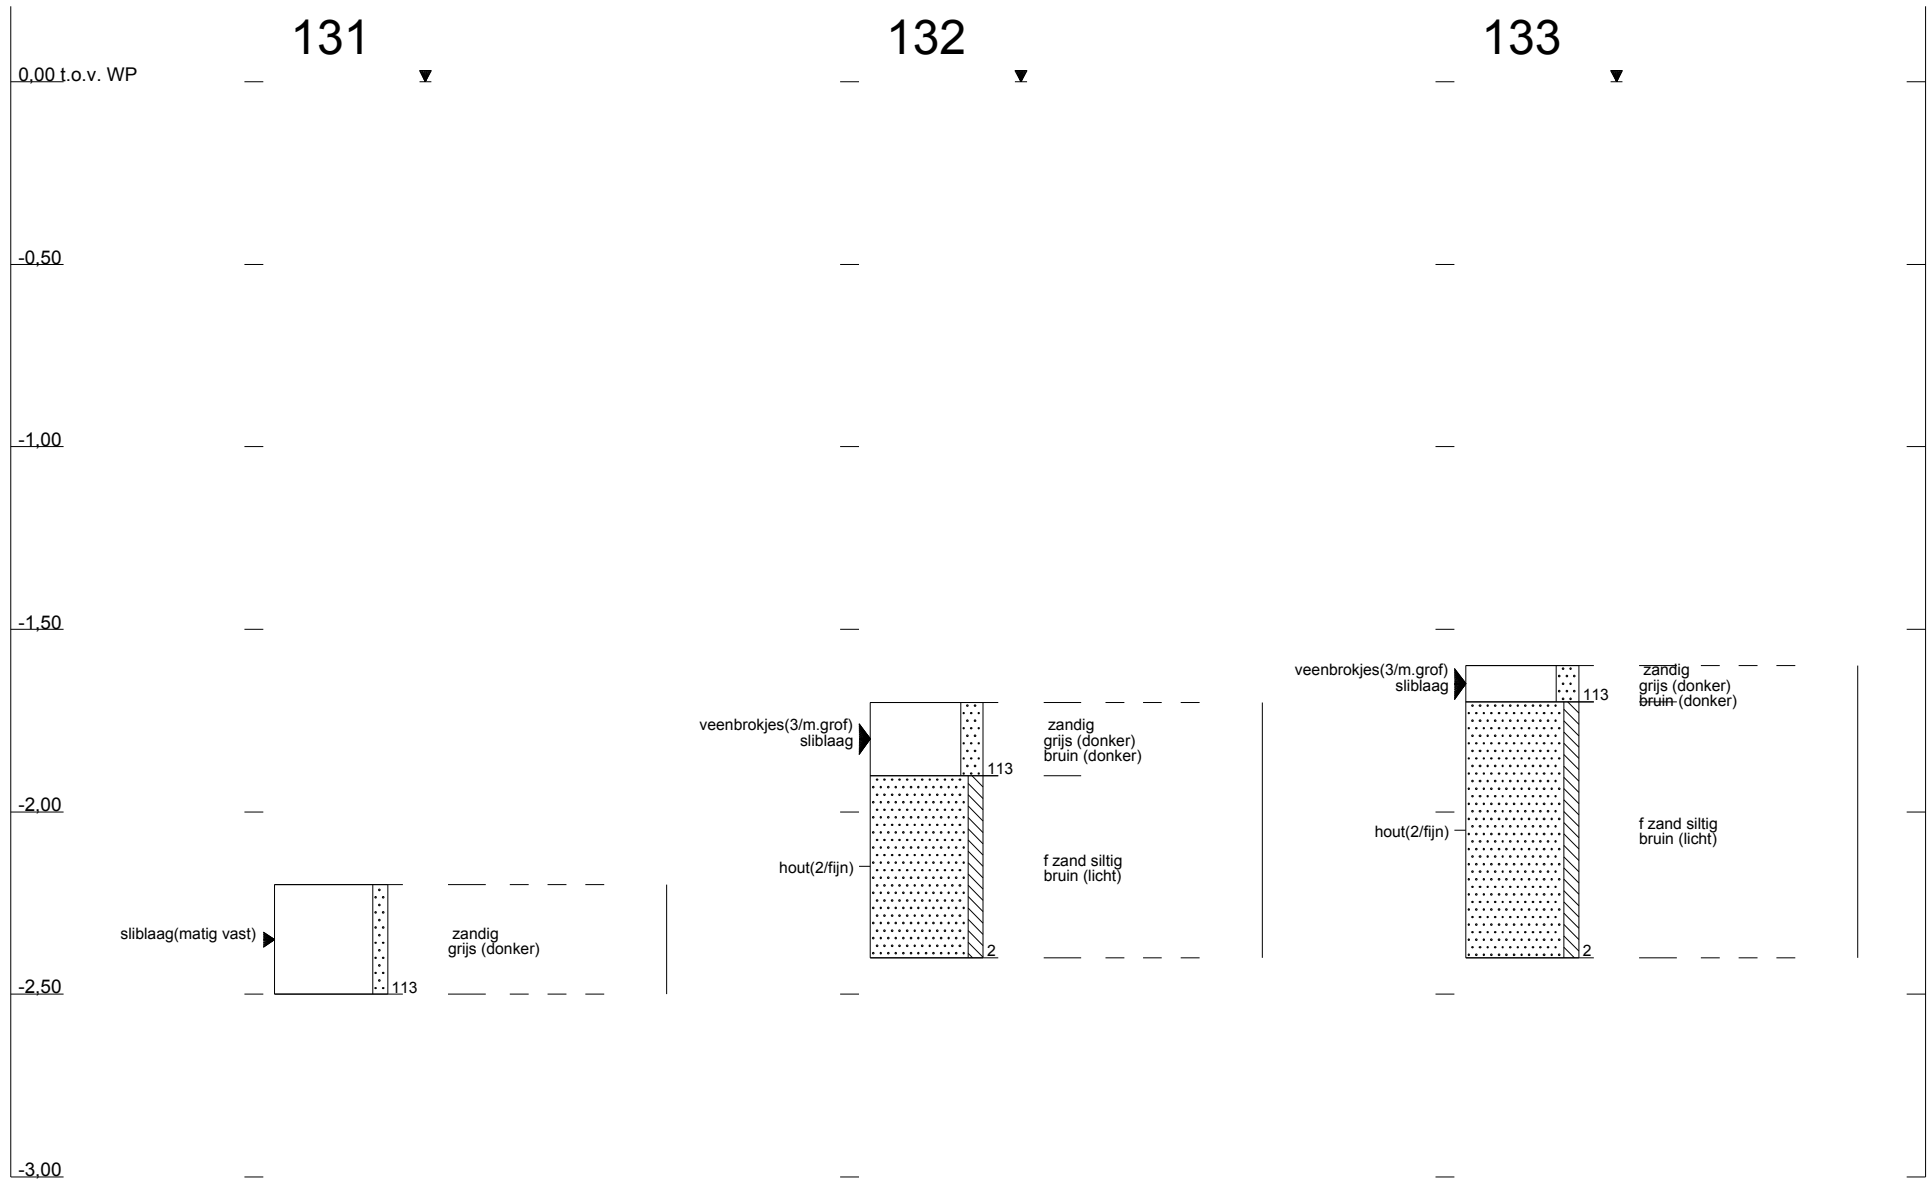 131
132
133
0,00 t.o.v. WP
-0,50
-1,00
-1,50
-2,00
-2,50
-3,00
sliblaag(matig vast)
zandig
grijs (donker)
113
veenbrokjes(3/m.grof)
sliblaag
zandig
grijs (donker)
bruin (donker)
113
hout(2/fijn)
f zand siltig
bruin (licht)
2
veenbrokjes(3/m.grof)
sliblaag
zandig
grijs (donker)
bruin (donker)
113
hout(2/fijn)
f zand siltig
bruin (licht)
2